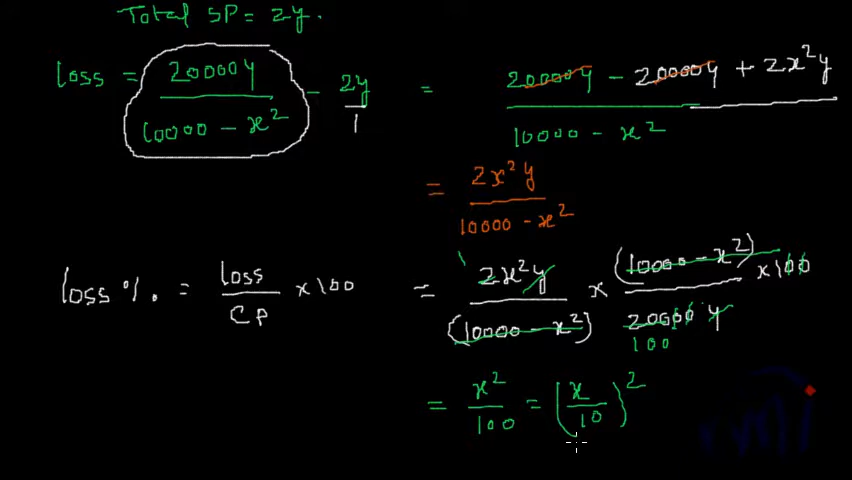 Total SP = 2y.
loss = 20000y / (10000 - x²) - 2y/1 = (20000y - 20000y + 2x²y) / (10000 - x²)
= 2x²y / (10000 - x²)
loss %. = loss/CP x 100 = 2x²y / (10000 - x²) x (10000 - x²) / 20000 y x 100
100
= x²/100 = (x/10)²